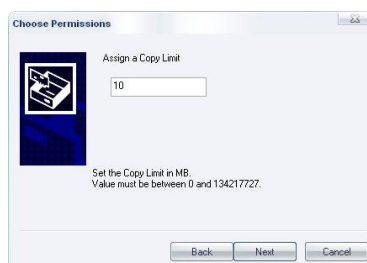 Choose Permissions
Assign a Copy Limit
10
Set the Copy Limit in MB.
Value must be between 0 and 134217727.
Back Next Cancel